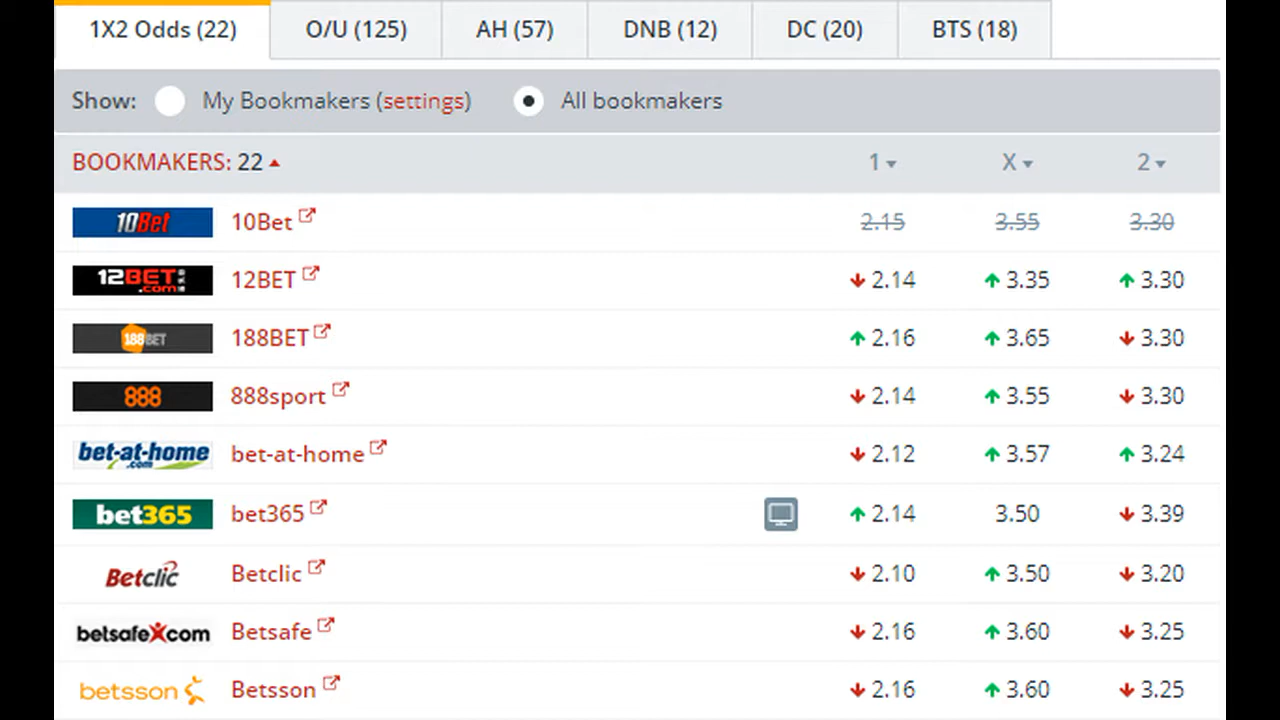 1X2 Odds (22) O/U (125) AH (57) DNB (12) DC (20) BTS (18)
Show: My Bookmakers (settings) All bookmakers
BOOKMAKERS: 22 1 X 2
10Bet 10Bet 2.15 3.55 3.30
12BET.com 12BET 2.14 3.35 3.30
188BET 188BET 2.16 3.65 3.30
888 888sport 2.14 3.55 3.30
bet-at-home.com bet-at-home 2.12 3.57 3.24
bet365 bet365 2.14 3.50 3.39
Betclic Betclic 2.10 3.50 3.20
betsafe.com Betsafe 2.16 3.60 3.25
betsson Betsson 2.16 3.60 3.25